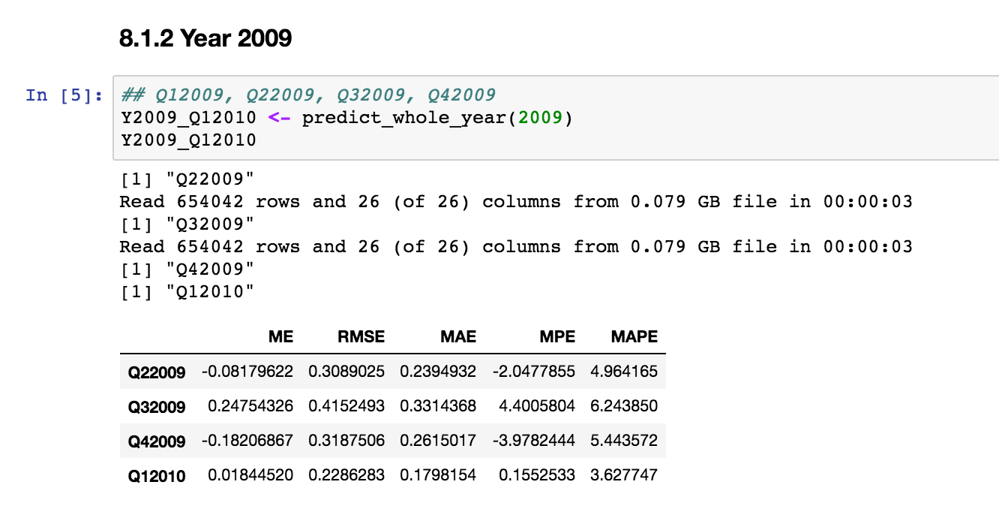 8.1.2 Year 2009
In [5]: ## Q12009, Q22009, Q32009, Q42009
Y2009_Q12010 <- predict_whole_year(2009)
Y2009_Q12010
[1] "Q22009"
Read 654042 rows and 26 (of 26) columns from 0.079 GB file in 00:00:03
[1] "Q32009"
Read 654042 rows and 26 (of 26) columns from 0.079 GB file in 00:00:03
[1] "Q42009"
[1] "Q12010"
ME RMSE MAE MPE MAPE
Q22009 -0.08179622 0.3089025 0.2394932 -2.0477855 4.964165
Q32009 0.24754326 0.4152493 0.3314368 4.4005804 6.243850
Q42009 -0.18206867 0.3187506 0.2615017 -3.9782444 5.443572
Q12010 0.01844520 0.2286283 0.1798154 0.1552533 3.627747